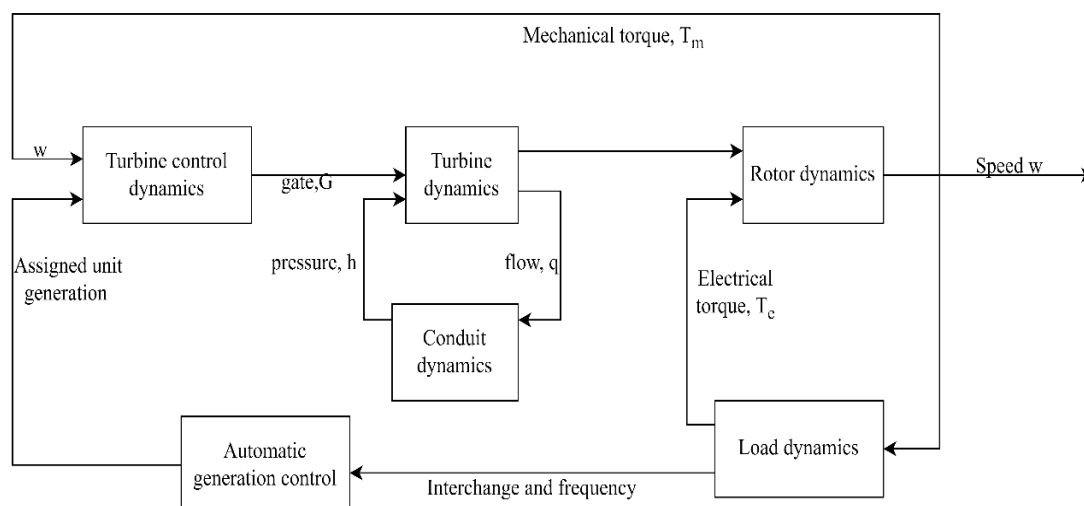 Mechanical torque, Tm
w
Turbine control
dynamics
gate,G
Turbine
dynamics
Rotor dynamics
Speed w
Assigned unit
generation
pressure, h
flow, q
Electrical
torque, Te
Conduit
dynamics
Automatic
generation control
Interchange and frequency
Load dynamics